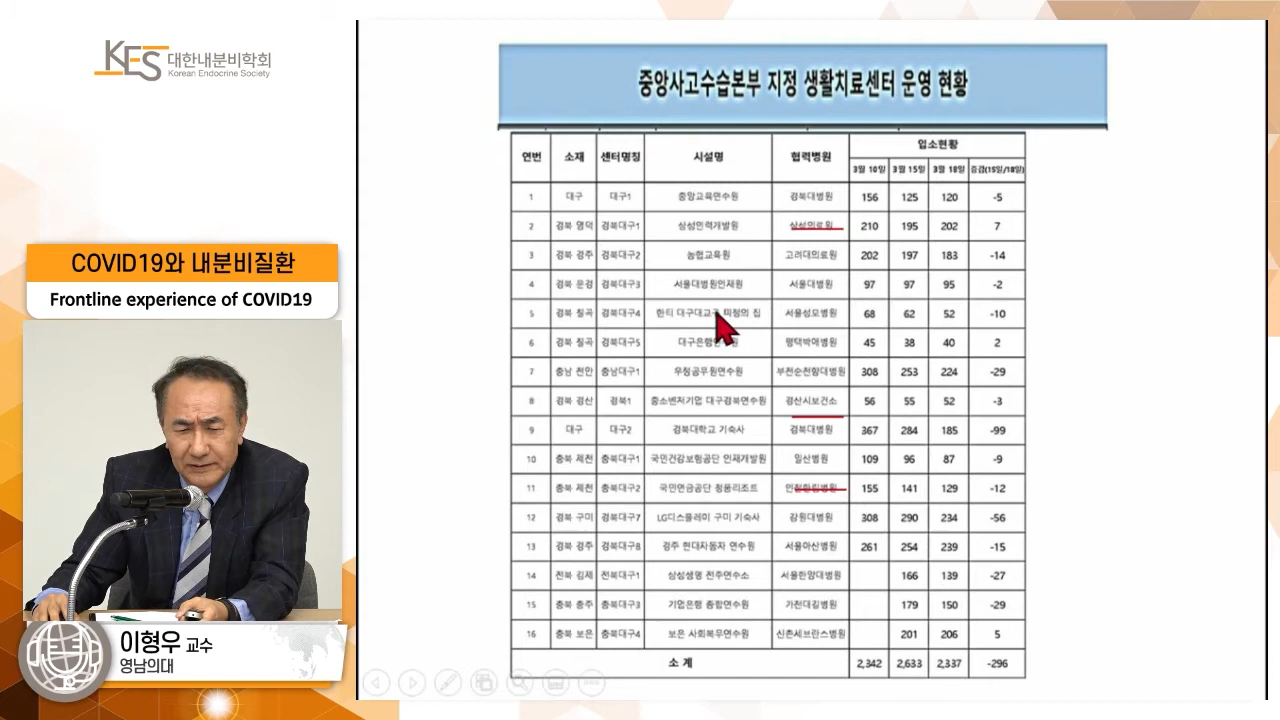 KES 대한내분비학회
Korean Endocrine Society
COVID19와 내분비질환
Frontline experience of COVID19
이형우 교수
영남의대
중앙사고수습본부 지정 생활치료센터 운영 현황
연번 소재 센터명칭 시설명 협력병원 입소현황
3월 10일 3월 15일 3월 18일 증감(15일/18일)
1 대구 대구1 중앙교육연수원 경북대병원 156 125 120 -5
2 경북 영덕 경북대구1 삼성인력개발원 삼성의료원 210 195 202 7
3 경북 경주 경북대구2 농협교육원 고려대의료원 202 197 183 -14
4 경북 문경 경북대구3 서울대병원인재원 서울대병원 97 97 95 -2
5 경북 칠곡 경북대구4 한티 대구대교구 피정의 집 서울성모병원 68 62 52 -10
6 경북 칠곡 경북대구5 대구은행 평택박애병원 45 38 40 2
7 충남 천안 충남대구1 우정공무원연수원 부천순천향대병원 308 253 224 -29
8 경북 경산 경북1 중소벤처기업 대구경북연수원 경산시보건소 56 55 52 -3
9 대구 대구2 경북대학교 기숙사 경북대병원 367 284 185 -99
10 충북 제천 충북대구1 국민건강보험공단 인재개발원 일산병원 109 96 87 -9
11 충북 제천 충북대구2 국민연금공단 청풍리조트 인천한림병원 155 141 129 -12
12 경북 구미 경북대구7 LG디스플레이 구미 기숙사 강원대병원 308 290 234 -56
13 경북 경주 경북대구8 경주 현대자동차 연수원 서울아산병원 261 254 239 -15
14 전북 김제 전북대구1 삼성생명 전주연수소 서울한양대병원 166 139 -27
15 충북 충주 충북대구3 기업은행 종합연수원 가천대길병원 179 150 -29
16 충북 보은 충북대구4 보은 사회복무연수원 신촌세브란스병원 201 206 5
소 계 2,342 2,633 2,337 -296